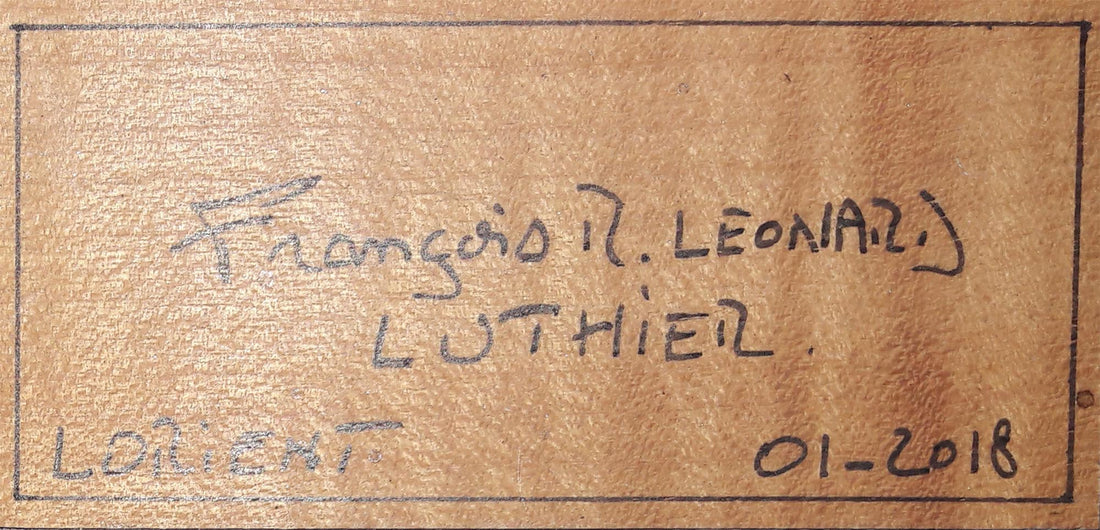 François R. LEONARD
LUTHiER.
LORiENT 01-2018